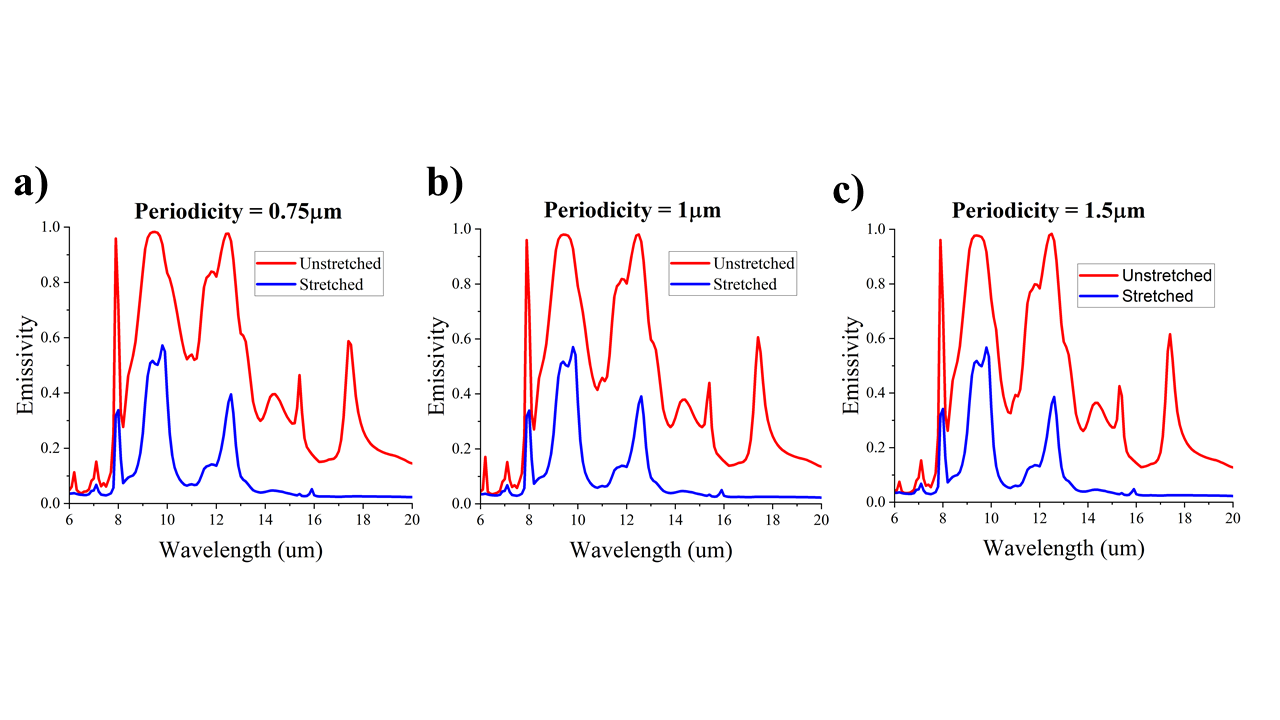 a)
Periodicity = 0.75μm
1.0
0.8
0.6
0.4
0.2
0.0
Emissivity
Unstretched
Stretched
6 8 10 12 14 16 18 20
Wavelength (um)
b)
Periodicity = 1μm
1.0
0.8
0.6
0.4
0.2
0.0
Emissivity
Unstretched
Stretched
6 8 10 12 14 16 18 20
Wavelength (um)
c)
Periodicity = 1.5μm
1.0
0.8
0.6
0.4
0.2
0.0
Emissivity
Unstretched
Stretched
6 8 10 12 14 16 18 20
Wavelength (um)